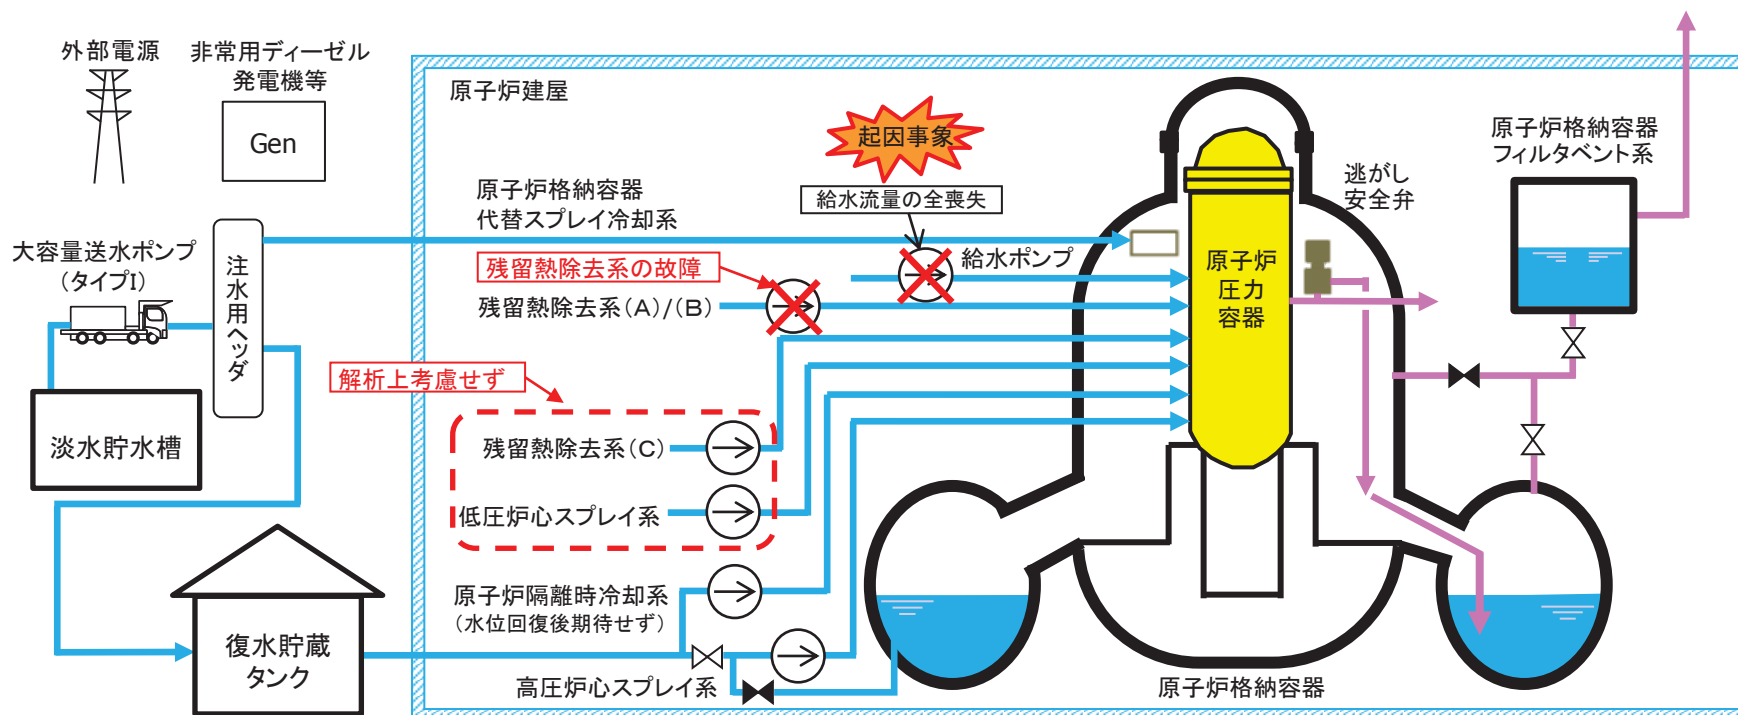 外部電源
非常用ディーゼル
発電機等
Gen
原子炉建屋
起因事象
給水流量の全喪失
原子炉格納容器
代替スプレイ冷却系
大容量送水ポンプ
（タイプⅠ）
注水用ヘッダ
残留熱除去系の故障
給水ポンプ
残留熱除去系（A）/（B）
原子炉
圧力
容器
逃がし
安全弁
原子炉格納容器
フィルタベント系
解析上考慮せず
淡水貯水槽
残留熱除去系（C）
低圧炉心スプレイ系
原子炉隔離時冷却系
（水位回復後期待せず）
復水貯蔵
タンク
高圧炉心スプレイ系
原子炉格納容器